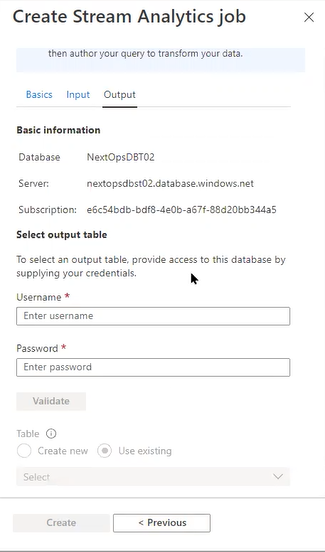 Create Stream Analytics job
then author your query to transform your data.
Basics Input Output
Basic information
Database NextOpsDBT02
Server: nextopsdbst02.database.windows.net
Subscription: e6c54bdb-bdf8-4e0b-a67f-88d20bb344a5
Select output table
To select an output table, provide access to this database by
supplying your credentials.
Username *
Enter username
Password *
Enter password
Validate
Table
Create new Use existing
Select
Create < Previous